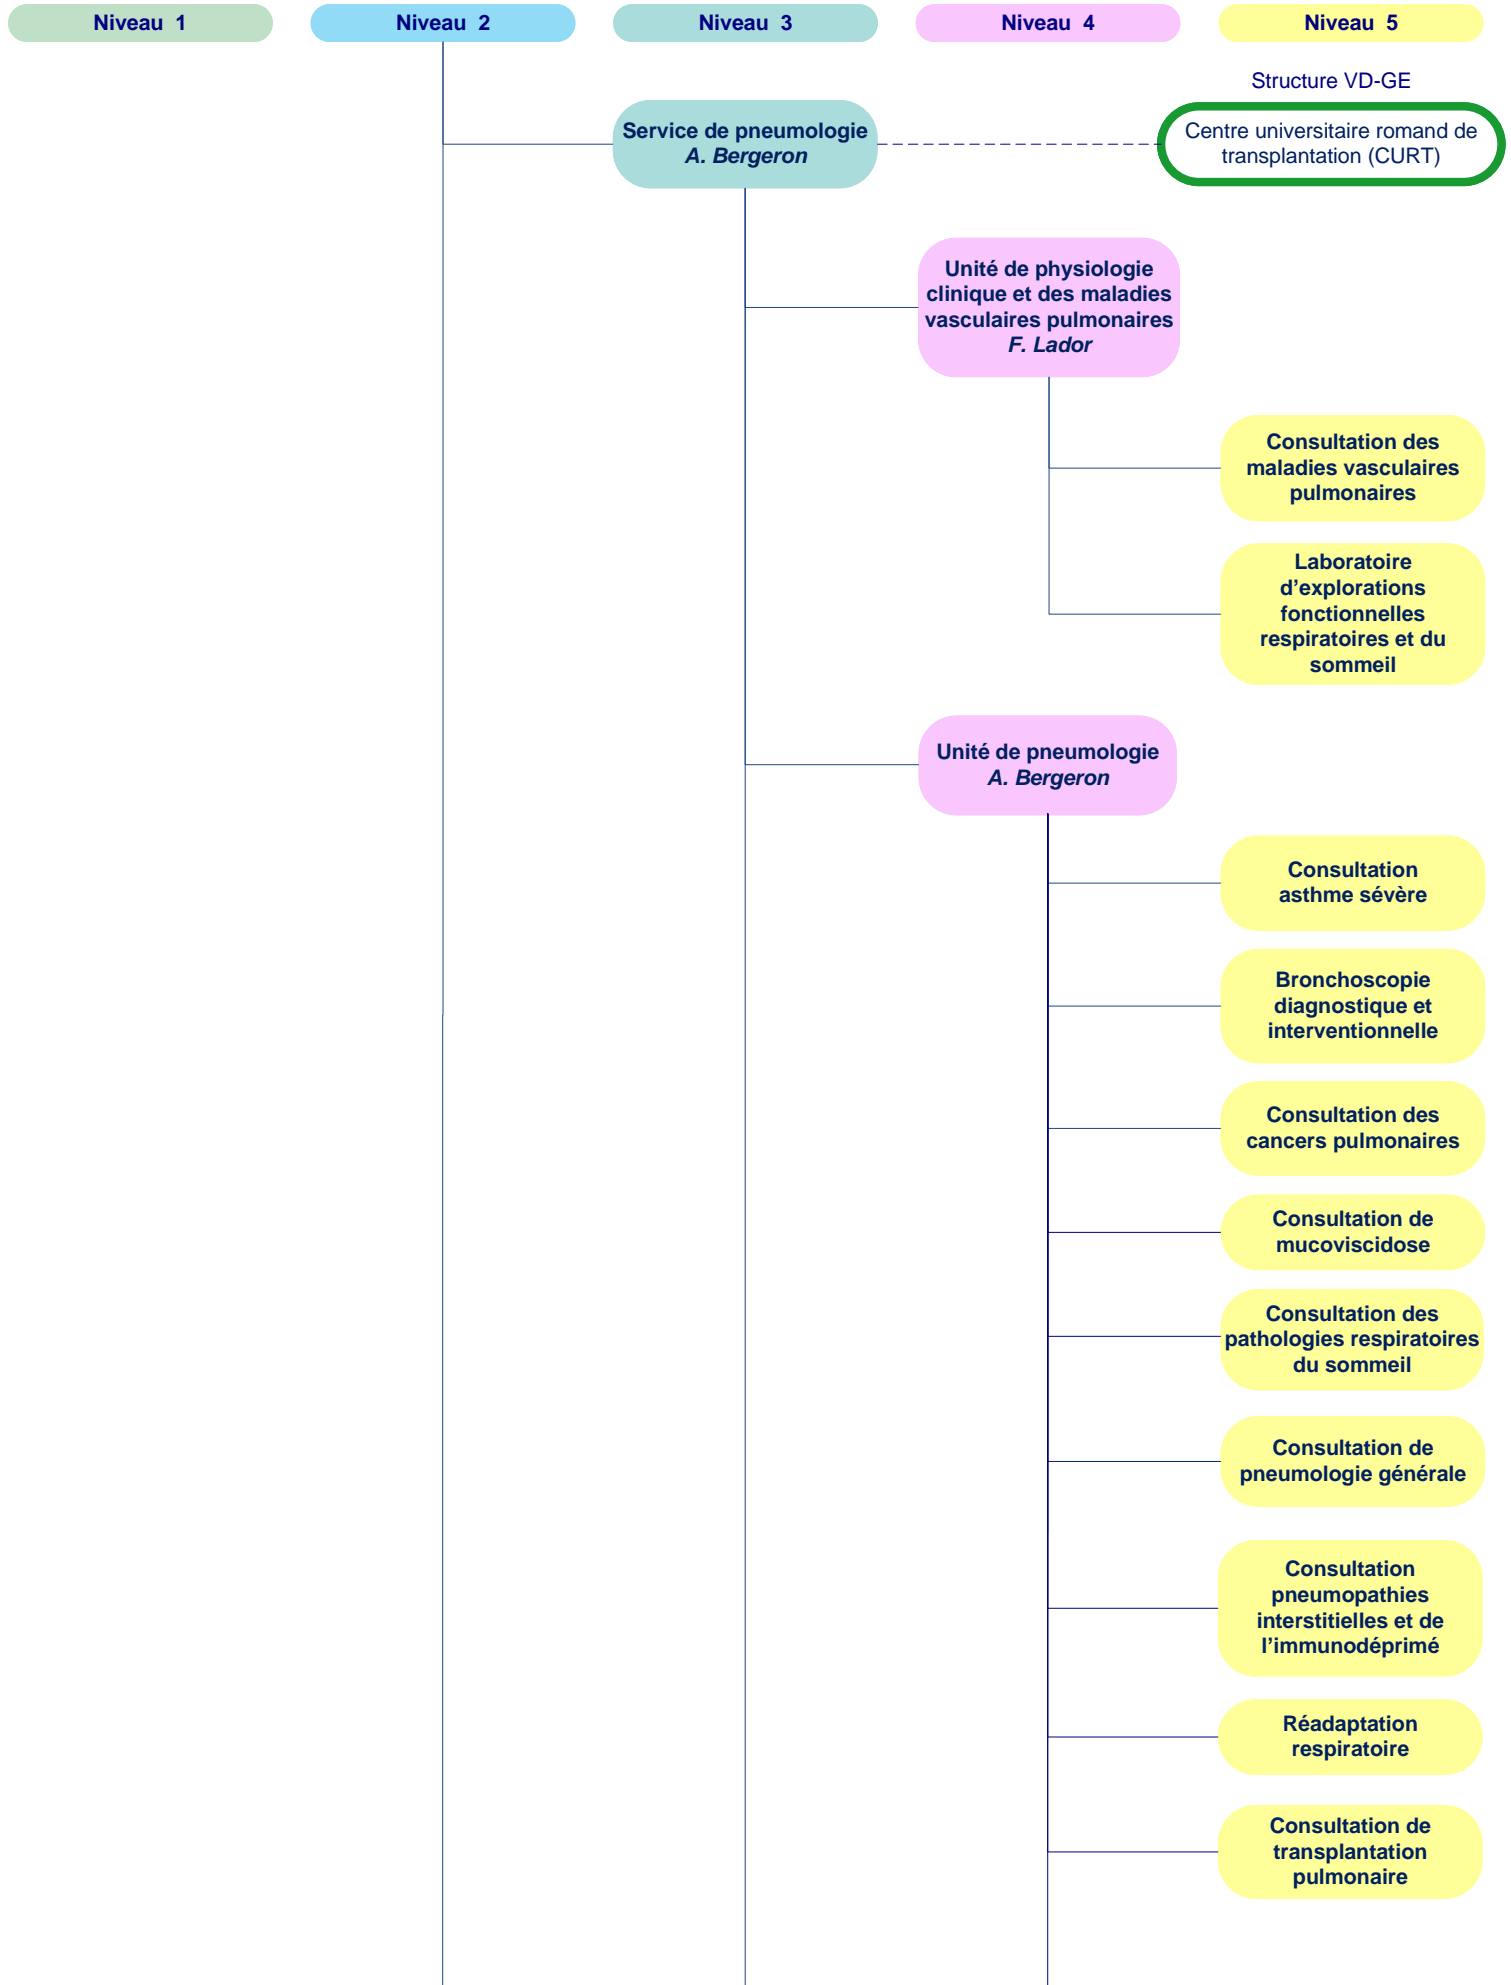 Niveau 1
Niveau 2
Niveau 3
Niveau 4
Niveau 5
Structure VD-GE
Service de pneumologie
A. Bergeron
Centre universitaire romand de
transplantation (CURT)
Unité de physiologie
clinique et des maladies
vasculaires pulmonaires
F. Lador
Consultation des
maladies vasculaires
pulmonaires
Laboratoire
d’explorations
fonctionnelles
respiratoires et du
sommeil
Unité de pneumologie
A. Bergeron
Consultation
asthme sévère
Bronchoscopie
diagnostique et
interventionnelle
Consultation des
cancers pulmonaires
Consultation de
mucoviscidose
Consultation des
pathologies respiratoires
du sommeil
Consultation de
pneumologie générale
Consultation
pneumopathies
interstitielles et de
l’immunodéprimé
Réadaptation
respiratoire
Consultation de
transplantation
pulmonaire